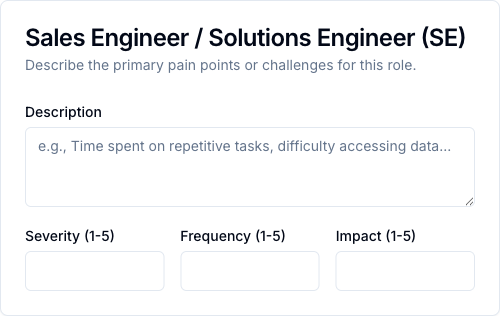 Sales Engineer / Solutions Engineer (SE)
Describe the primary pain points or challenges for this role.
Description
e.g., Time spent on repetitive tasks, difficulty accessing data...
Severity (1-5) Frequency (1-5) Impact (1-5)